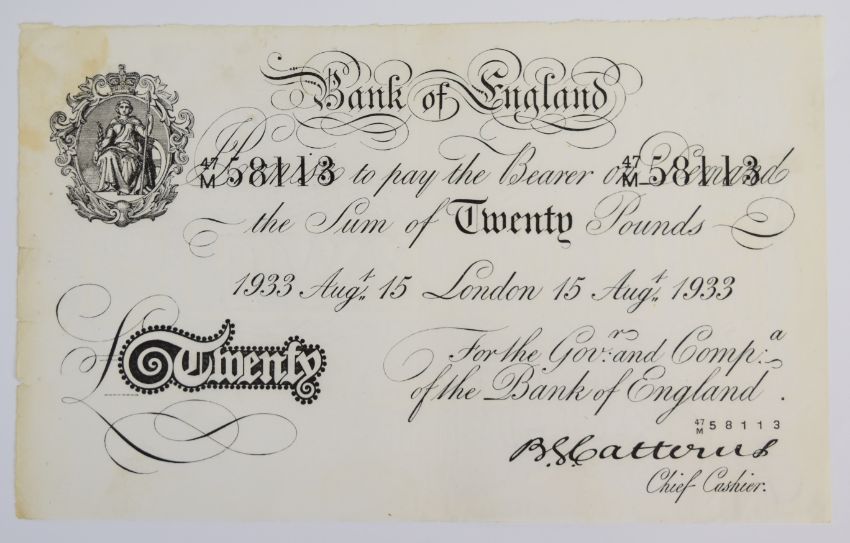 Bank of England
47/M 58113 47/M 58113
I Promise to pay the Bearer on Demand
the Sum of Twenty Pounds
1933 Augt. 15 London 15 Augt. 1933
£Twenty
For the Govr. and Compa.
of the Bank of England.
47/M 58113
B.G. Catterns
Chief Cashier.